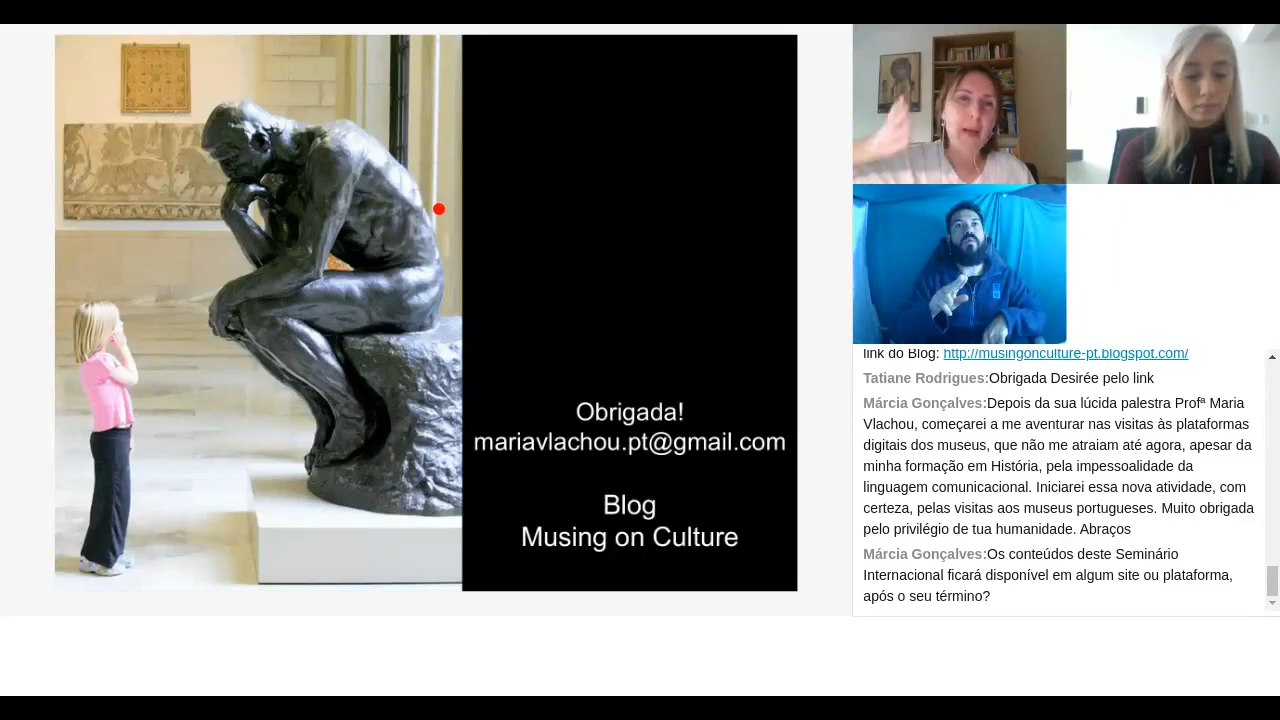 Obrigada!
mariavlachou.pt@gmail.com
Blog
Musing on Culture
link do Blog: http://musingonculture-pt.blogspot.com/
Tatiane Rodrigues:Obrigada Desirée pelo link
Márcia Gonçalves:Depois da sua lúcida palestra Profª Maria
Vlachou, começarei a me aventurar nas visitas às plataformas
digitais dos museus, que não me atraiam até agora, apesar da
minha formação em História, pela impessoalidade da
linguagem comunicacional. Iniciarei essa nova atividade, com
certeza, pelas visitas aos museus portugueses. Muito obrigada
pelo privilégio de tua humanidade. Abraços
Márcia Gonçalves:Os conteúdos deste Seminário
Internacional ficará disponível em algum site ou plataforma,
após o seu término?